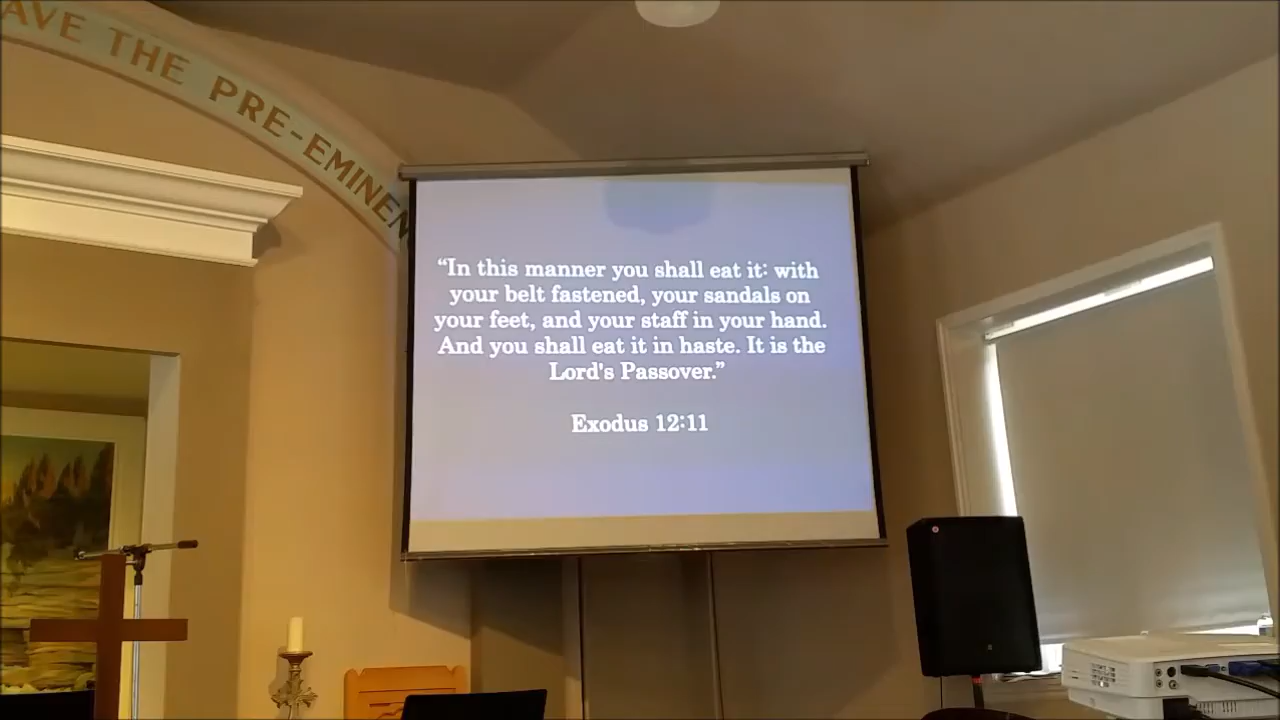 AVE THE PRE-EMINEN
“In this manner you shall eat it: with
your belt fastened, your sandals on
your feet, and your staff in your hand.
And you shall eat it in haste. It is the
Lord's Passover.”
Exodus 12:11